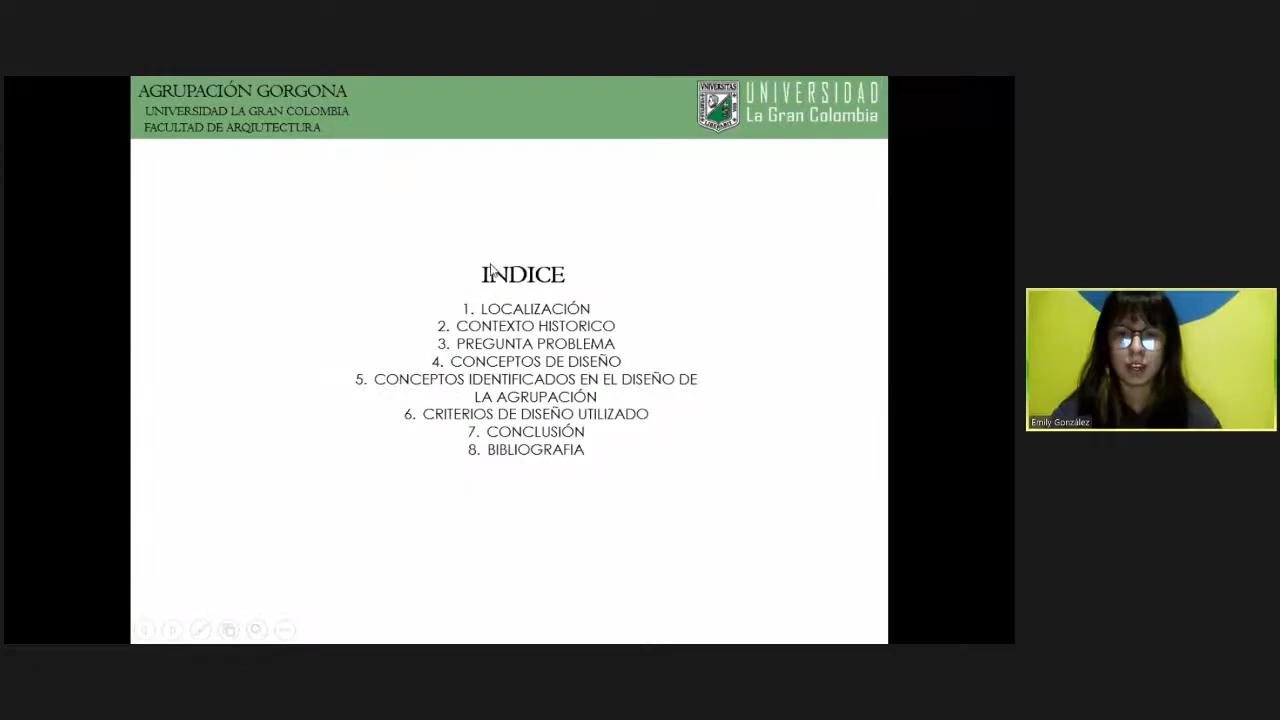 AGRUPACIÓN GORGONA
UNIVERSIDAD LA GRAN COLOMBIA
FACULTAD DE ARQIUTECTURA
UNIVERSITAS
UNIVERSIDAD
La Gran Colombia
INDICE
1. LOCALIZACIÓN
2. CONTEXTO HISTORICO
3. PREGUNTA PROBLEMA
4. CONCEPTOS DE DISEÑO
5. CONCEPTOS IDENTIFICADOS EN EL DISEÑO DE
LA AGRUPACIÓN
6. CRITERIOS DE DISEÑO UTILIZADO
7. CONCLUSIÓN
8. BIBLIOGRAFIA
Emily González